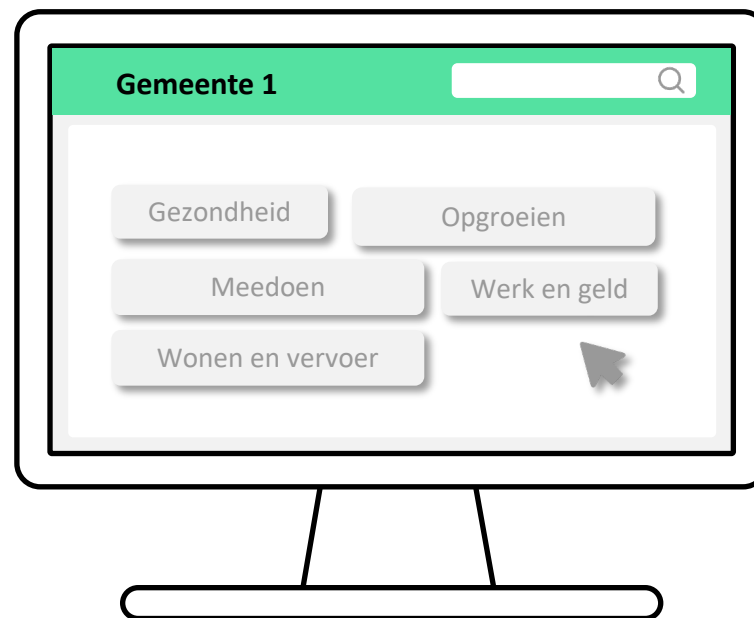 Gemeente 1
Gezondheid
Opgroeien
Meedoen
Werk en geld
Wonen en vervoer